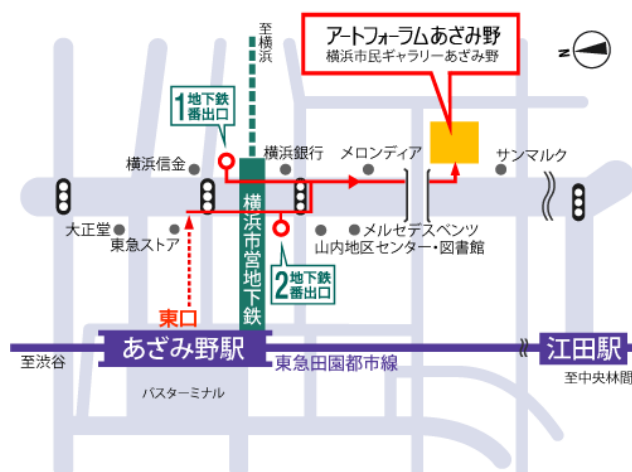 至横浜
アートフォーラムあざみ野
横浜市民ギャラリーあざみ野
N
1 地下鉄
番出口
横浜信金
横浜銀行
メロンディア
サンマルク
大正堂
東急ストア
横浜市営地下鉄
メルセデスベンツ
山内地区センター・図書館
2 地下鉄
番出口
東口
あざみ野駅
江田駅
至渋谷
東急田園都市線
至中央林間
バスターミナル